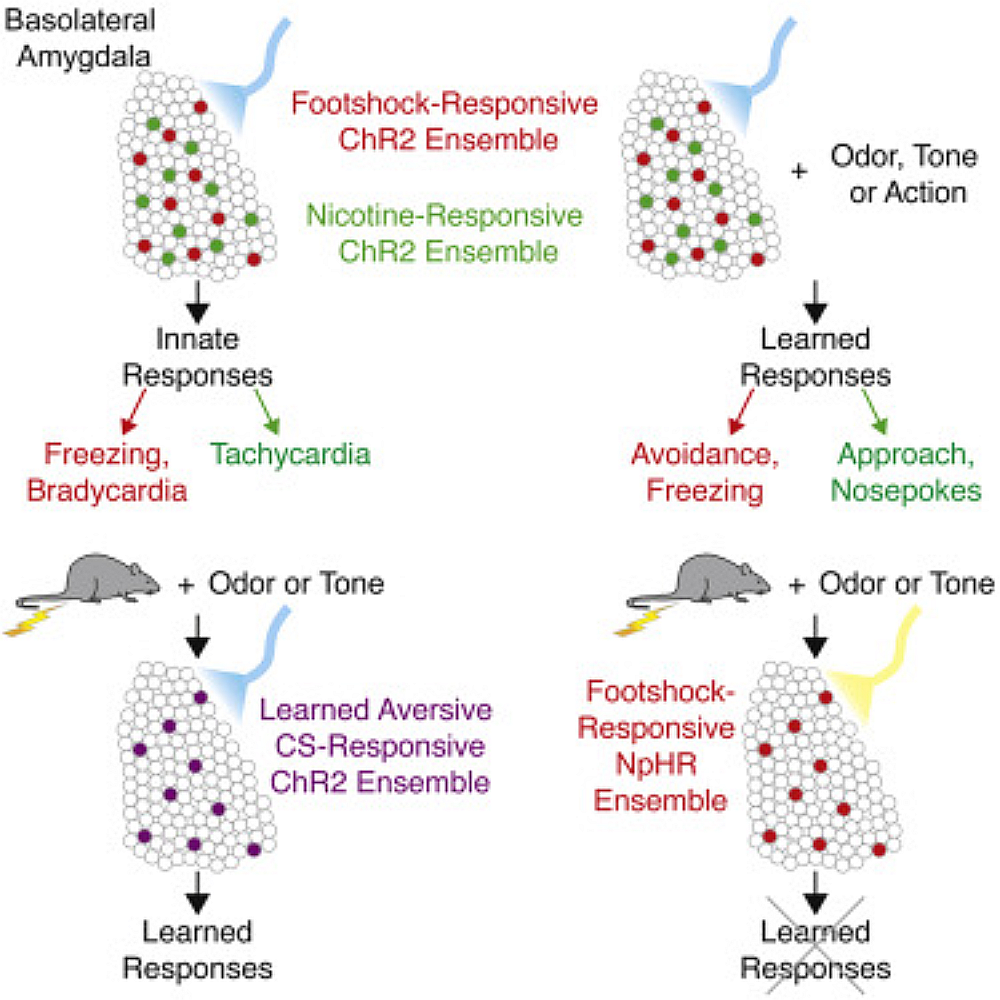 Basolateral
Amygdala
Footshock-Responsive
ChR2 Ensemble
Nicotine-Responsive
ChR2 Ensemble
+ Odor, Tone
or Action
Innate
Responses
Freezing,
Bradycardia
Tachycardia
Learned
Responses
Avoidance,
Freezing
Approach,
Nosepokes
+ Odor or Tone
Learned Aversive
CS-Responsive
ChR2 Ensemble
Learned
Responses
+ Odor or Tone
Footshock-
Responsive
NpHR
Ensemble
Learned
Responses